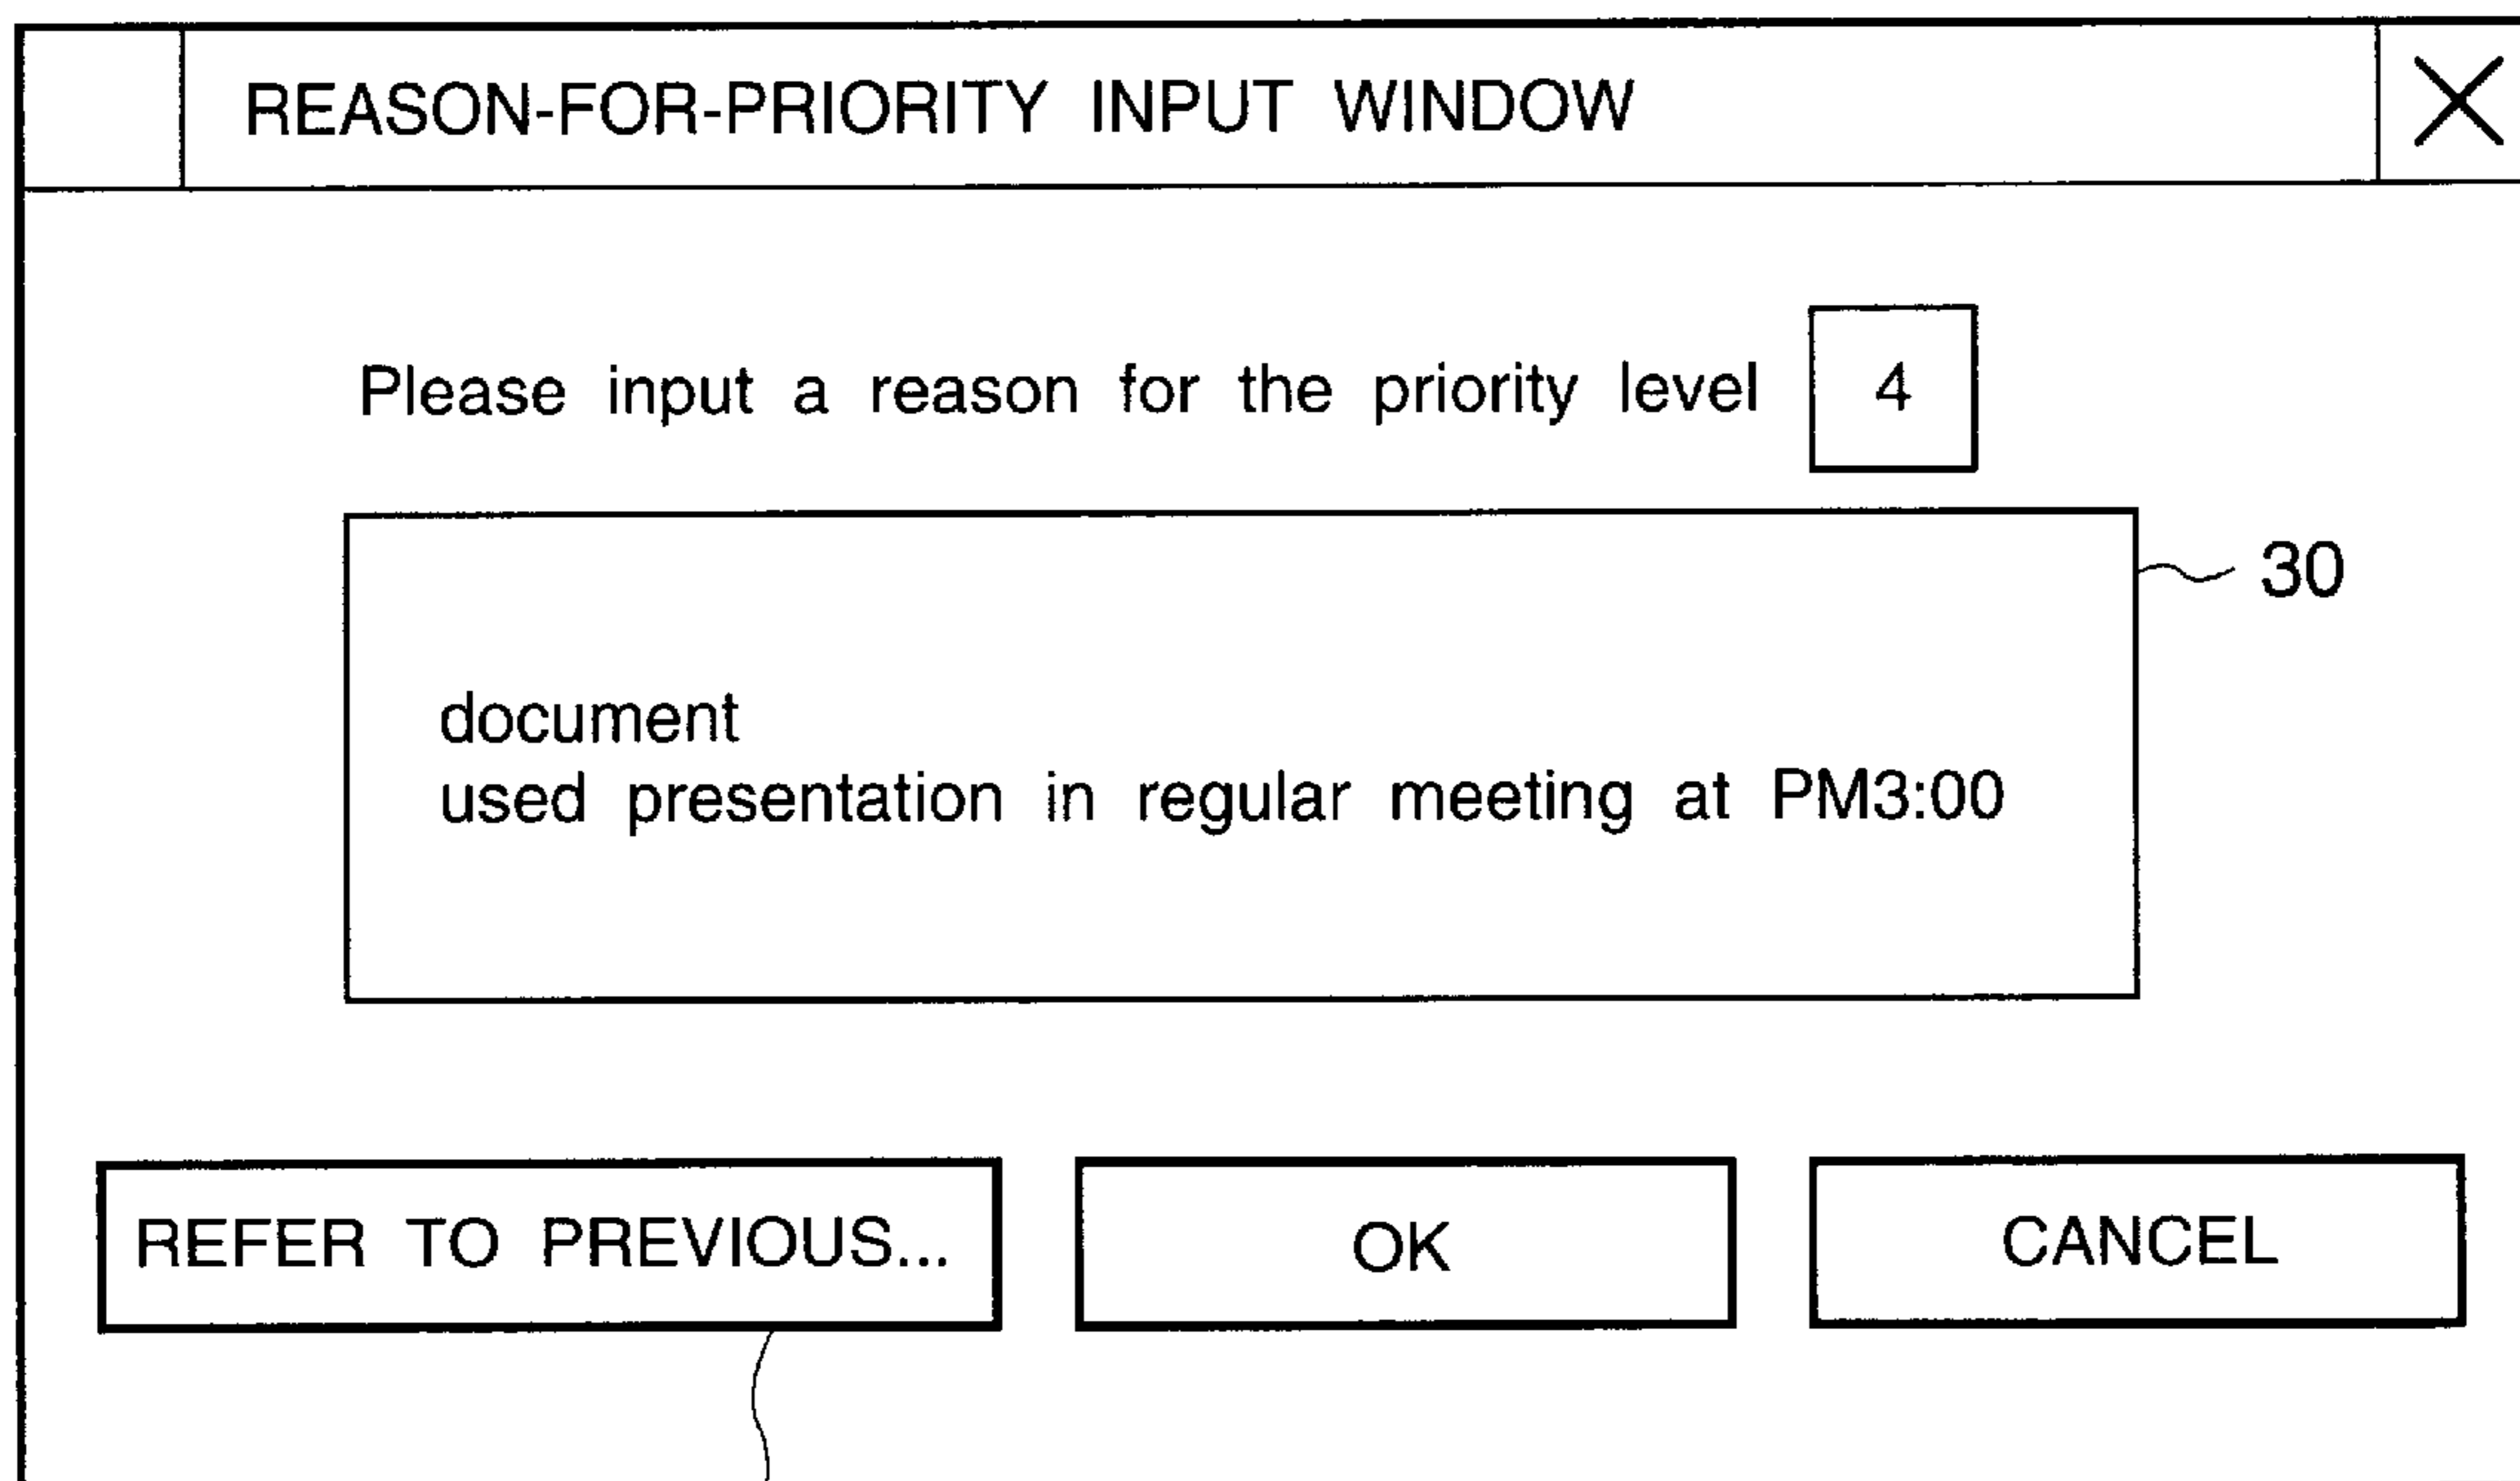 REASON-FOR-PRIORITY INPUT WINDOW
Please input a reason for the priority level 4
30
document
used presentation in regular meeting at PM3:00
REFER TO PREVIOUS... OK CANCEL